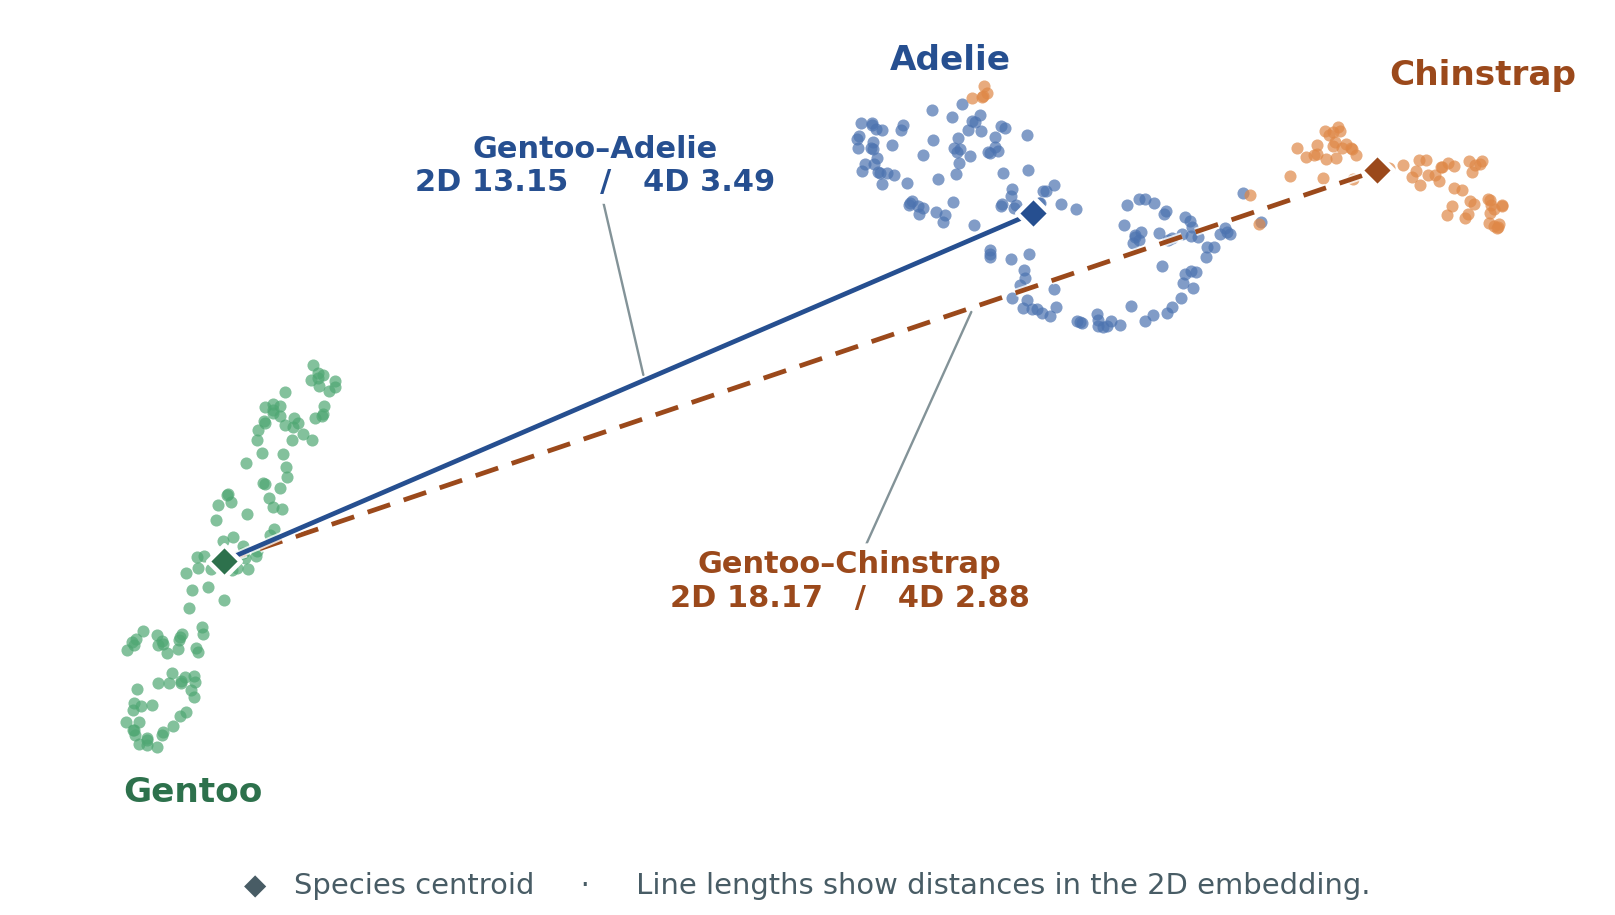 Adelie
Chinstrap
Gentoo–Adelie
2D 13.15 / 4D 3.49
Gentoo–Chinstrap
2D 18.17 / 4D 2.88
Gentoo
◆ Species centroid · Line lengths show distances in the 2D embedding.